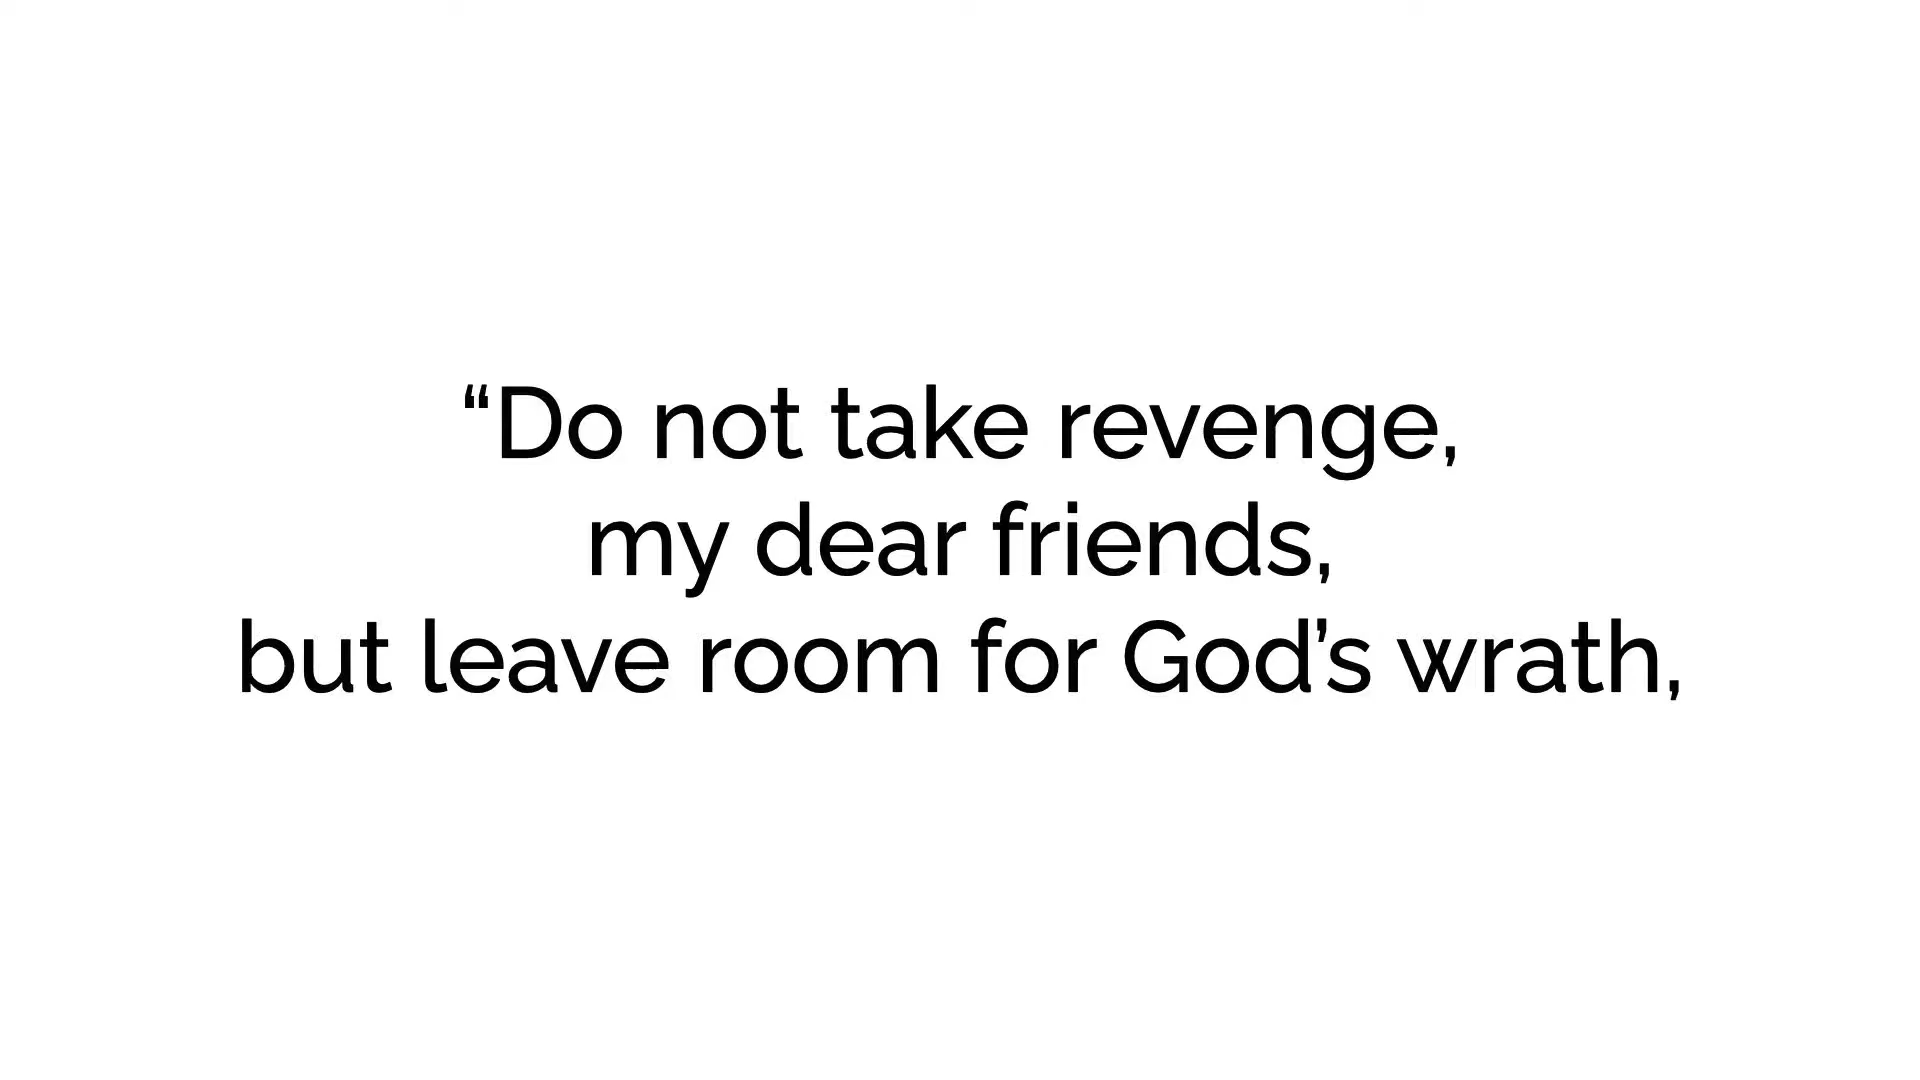 “Do not take revenge,
my dear friends,
but leave room for God’s wrath,